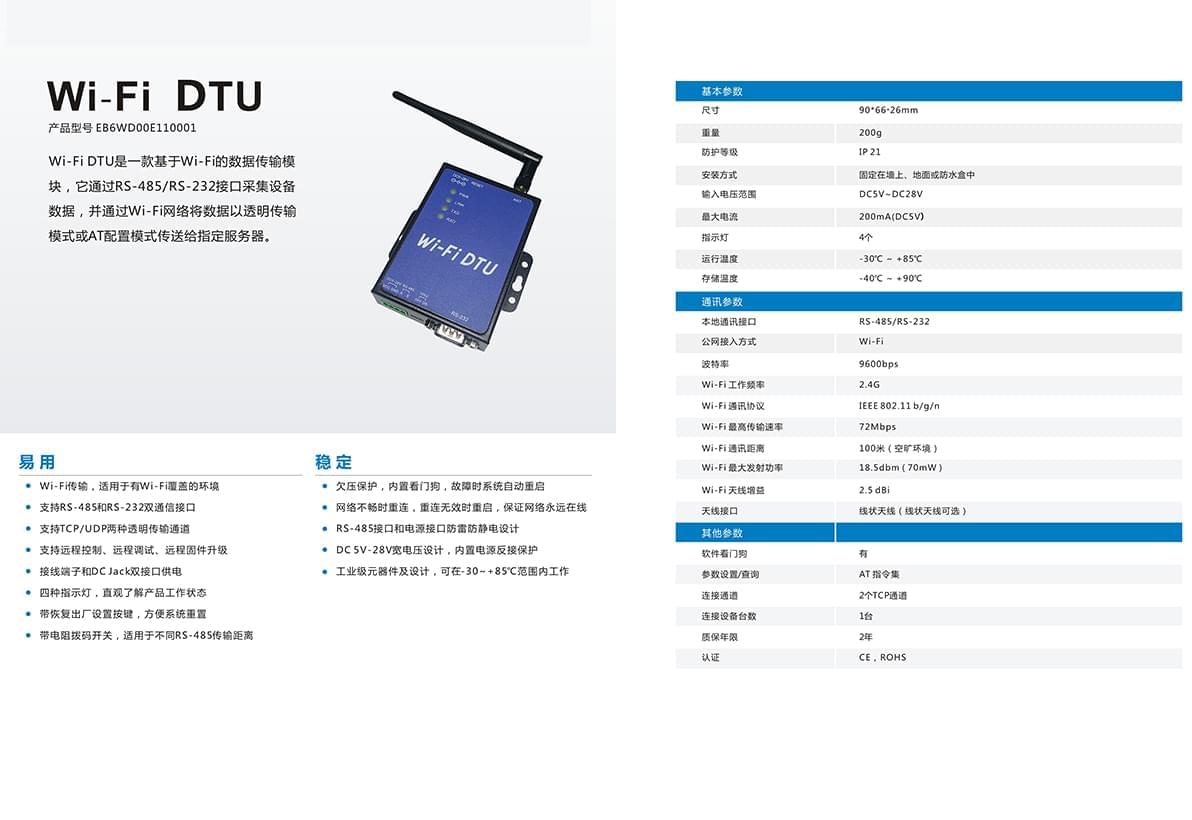 Wi-Fi DTU
产品型号 EB6WD00E110001
Wi-Fi DTU是一款基于Wi-Fi的数据传输模
块，它通过RS-485/RS-232接口采集设备
数据，并通过Wi-Fi网络将数据以透明传输
模式或AT配置模式传送给指定服务器。
RESET
ANT
PWR
LINK
TXD
RXD
Wi-Fi DTU
RS-232
易用
Wi-Fi传输，适用于有Wi-Fi覆盖的环境
支持RS-485和RS-232双通信接口
支持TCP/UDP两种透明传输通道
支持远程控制、远程调试、远程固件升级
接线端子和DC Jack双接口供电
四种指示灯，直观了解产品工作状态
带恢复出厂设置按键，方便系统重置
带电阻拨码开关，适用于不同RS-485传输距离
稳定
欠压保护，内置看门狗，故障时系统自动重启
网络不畅时重连，重连无效时重启，保证网络永远在线
RS-485接口和电源接口防雷防静电设计
DC 5V-28V宽电压设计，内置电源反接保护
工业级元器件及设计，可在-30~+85℃范围内工作
基本参数
尺寸 90*66*26mm
重量 200g
防护等级 IP 21
安装方式 固定在墙上、地面或防水盒中
输入电压范围 DC5V~DC28V
最大电流 200mA(DC5V)
指示灯 4个
运行温度 -30℃ ~ +85℃
存储温度 -40℃ ~ +90℃
通讯参数
本地通讯接口 RS-485/RS-232
公网接入方式 Wi-Fi
波特率 9600bps
Wi-Fi 工作频率 2.4G
Wi-Fi 通讯协议 IEEE 802.11 b/g/n
Wi-Fi 最高传输速率 72Mbps
Wi-Fi 通讯距离 100米（空旷环境）
Wi-Fi 最大发射功率 18.5dbm（70mW）
Wi-Fi 天线增益 2.5 dBi
天线接口 线状天线（线状天线可选）
其他参数
软件看门狗 有
参数设置/查询 AT 指令集
连接通道 2个TCP通道
连接设备台数 1台
质保年限 2年
认证 CE，ROHS